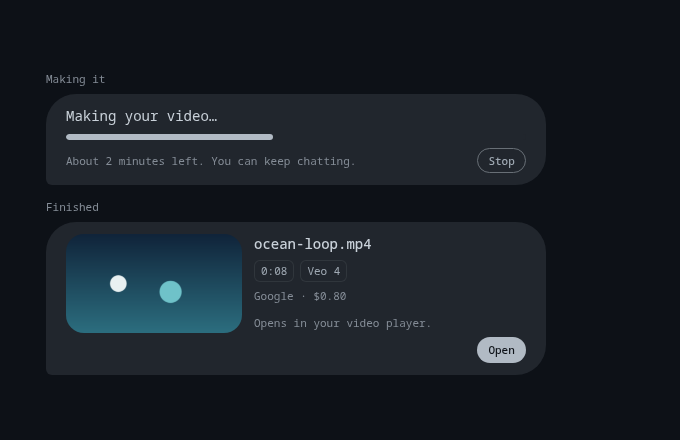 Making it
Making your video…
About 2 minutes left. You can keep chatting.
Stop
Finished
ocean-loop.mp4
0:08 Veo 4
Google · $0.80
Opens in your video player.
Open